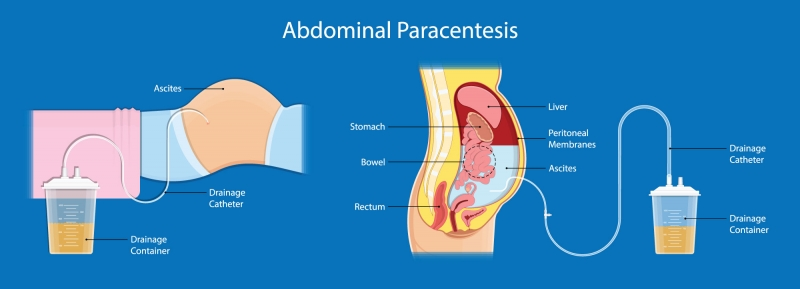 Abdominal Paracentesis
Ascites
Drainage
Catheter
Drainage
Container
Liver
Stomach
Peritoneal
Membranes
Bowel
Ascites
Rectum
Drainage
Catheter
Drainage
Container